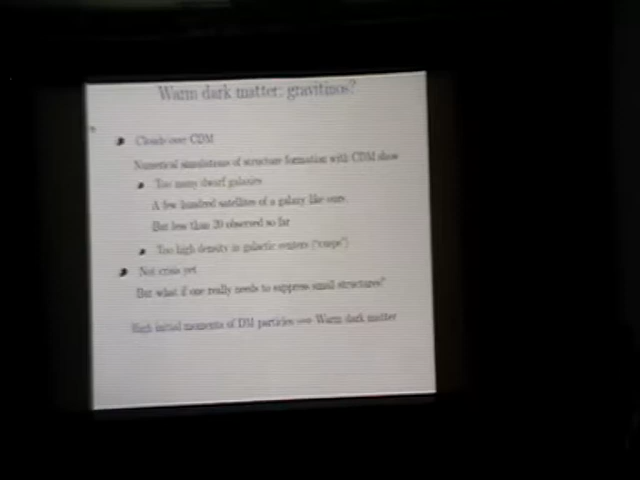 Warm dark matter: gravitinos?
Clouds over CDM
Numerical simulations of structure formation with CDM show
Too many dwarf galaxies
A few hundred satellites of a galaxy like ours
But less than 20 observed so far
Too high density in galactic centers ("cusps")
Not crisis yet
But what if one really needs to suppress small structures?
High initial momenta of DM particles ⟹ Warm dark matter